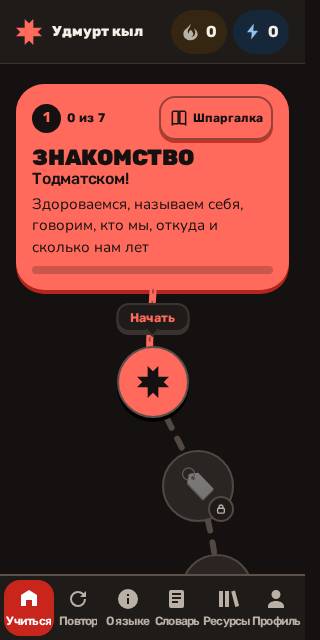 Удмурт кыл
0
0
1
0 из 7
Шпаргалка
ЗНАКОМСТВО
Тодматском!
Здороваемся, называем себя,
говорим, кто мы, откуда и
сколько нам лет
Начать
Учиться
Повтор
О языке
Словарь
Ресурсы
Профиль